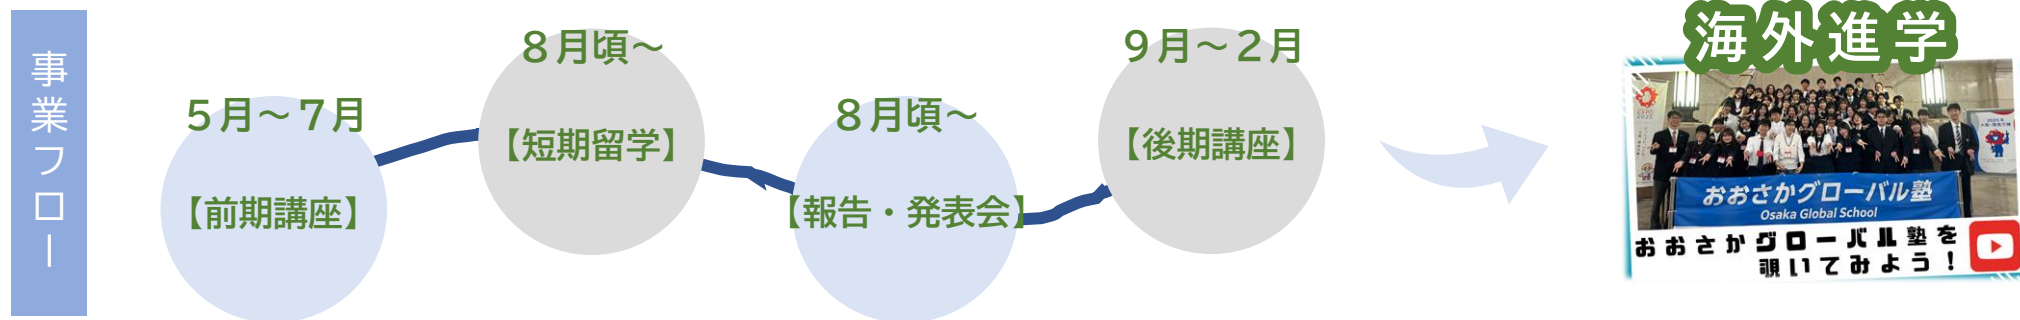 事業フロー
５月～７月
【前期講座】
８月頃～
【短期留学】
８月頃～
【報告・発表会】
９月～２月
【後期講座】
海外進学
おおさかグローバル塾
Osaka Global School
おおさかグローバル塾を
覗いてみよう！